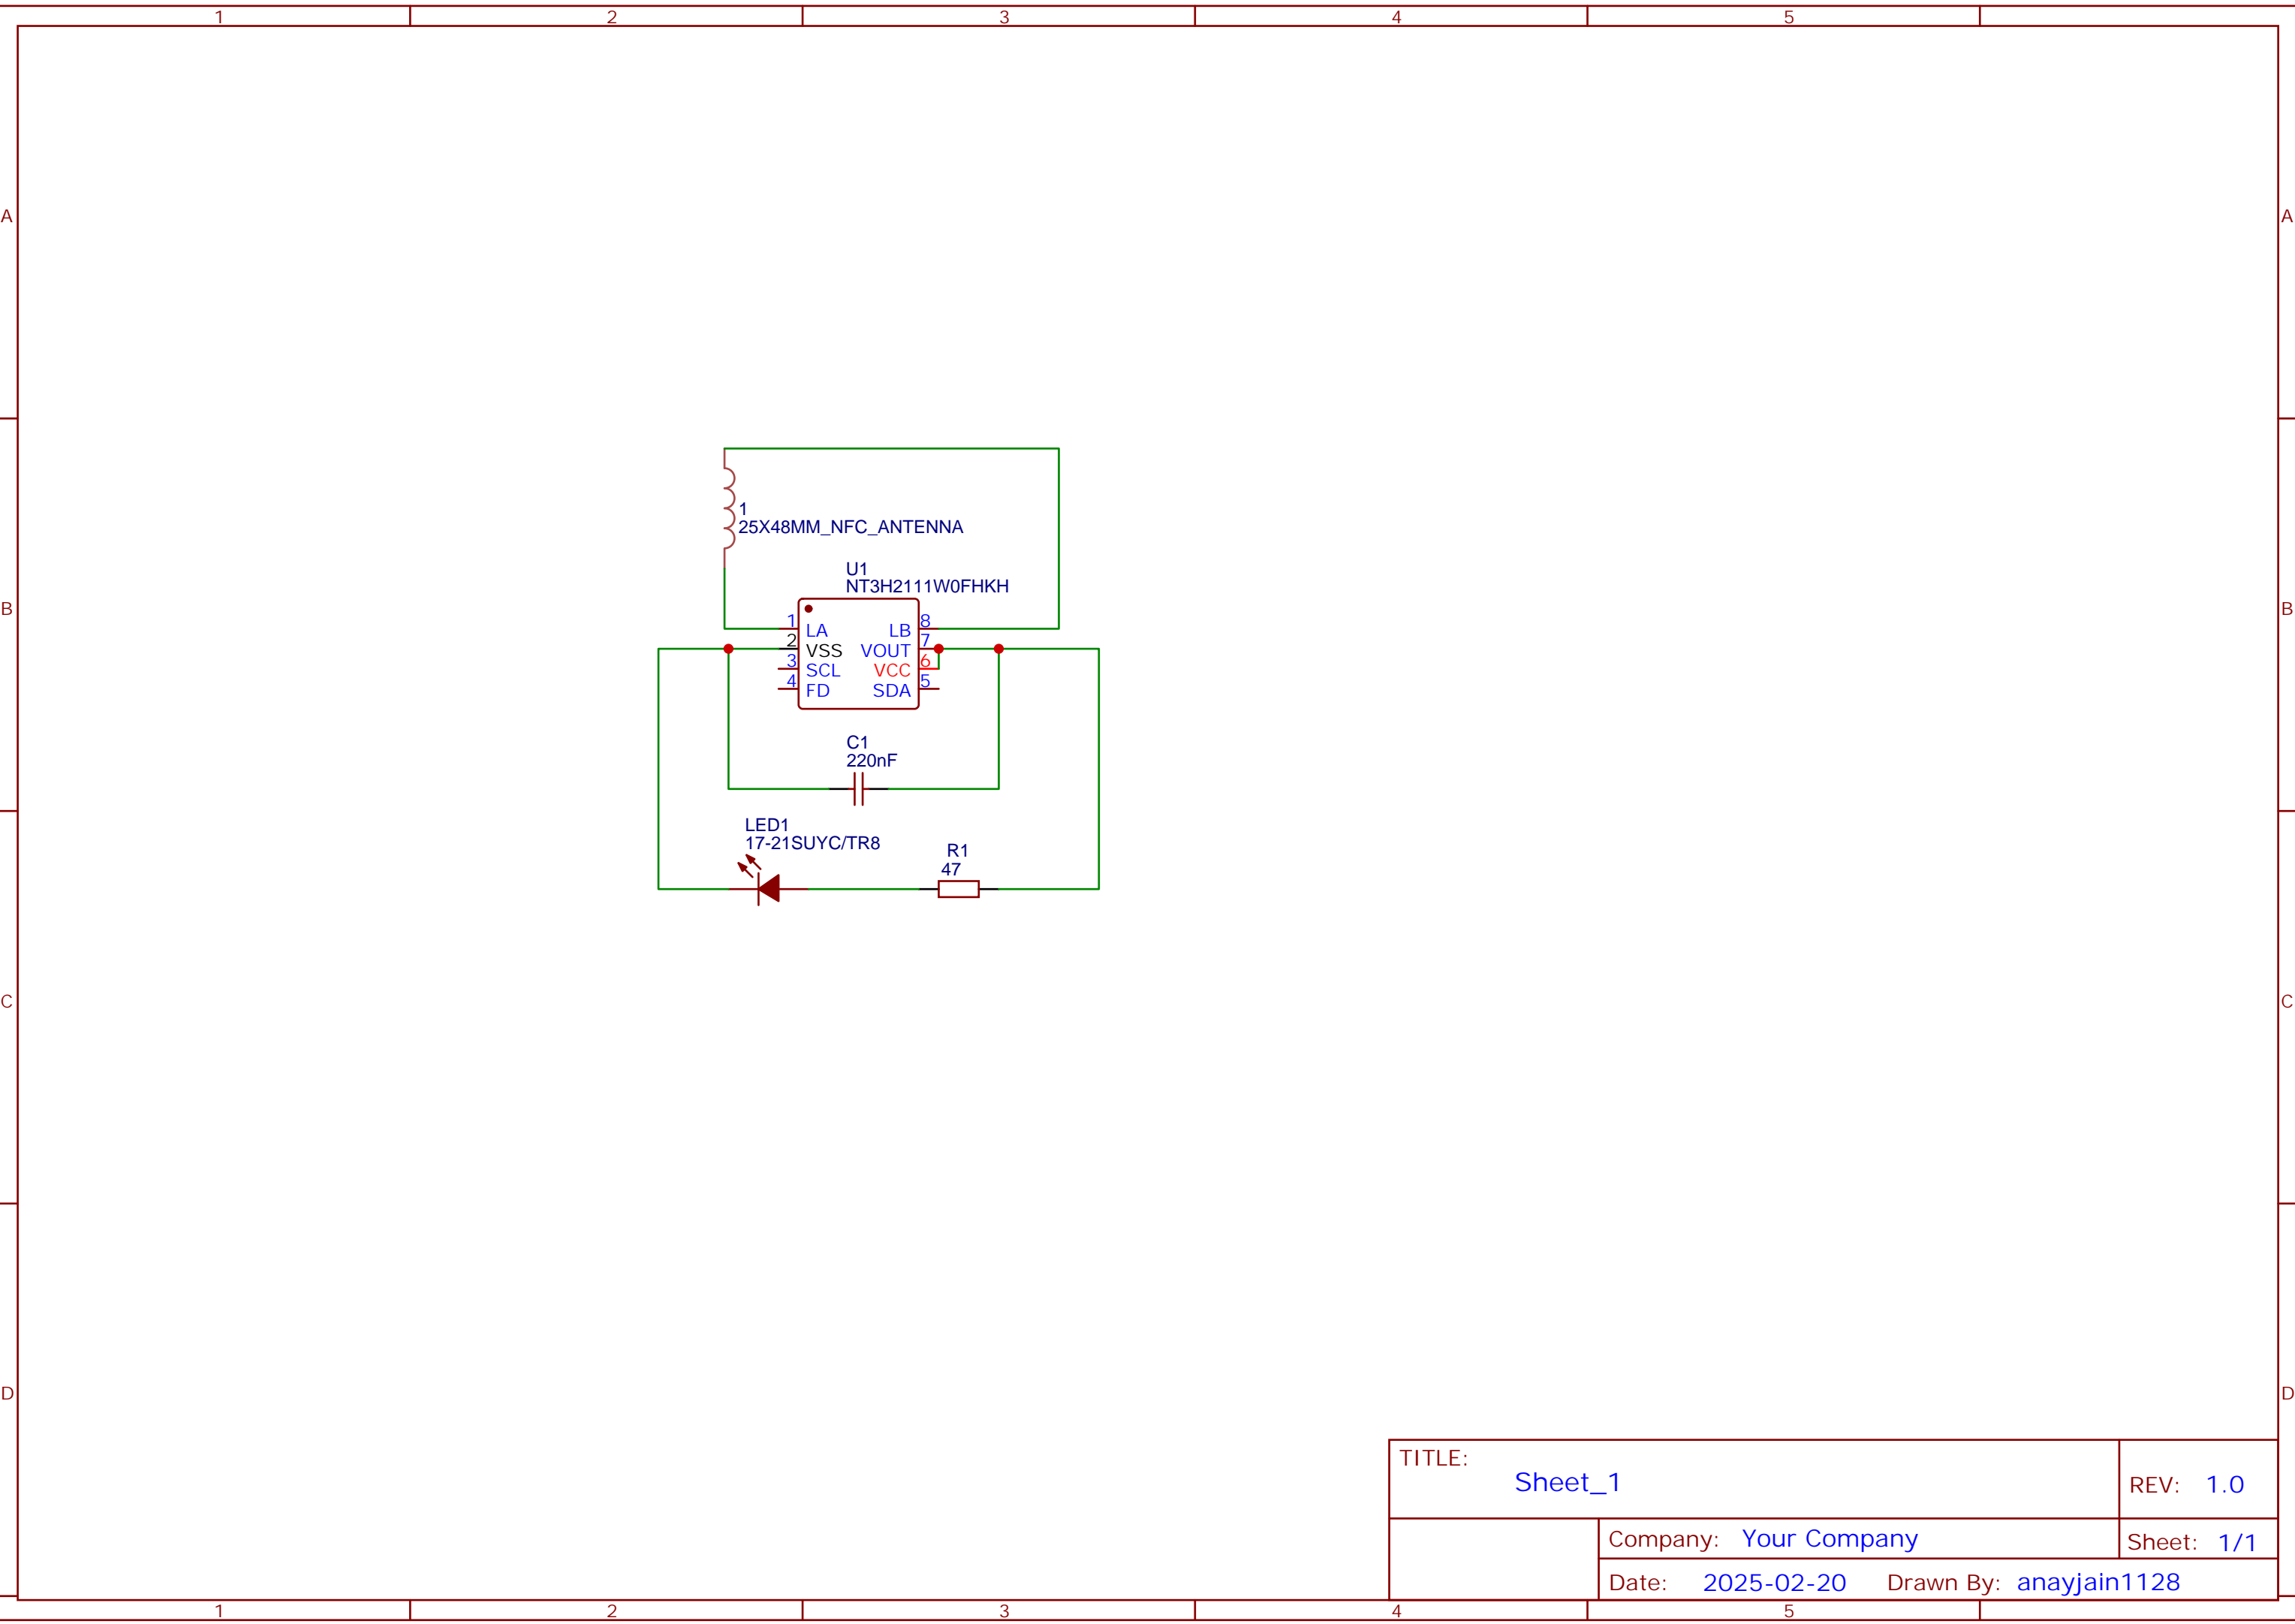 1 2 3 4 5
A A
1
25X48MM_NFC_ANTENNA
U1
NT3H2111W0FHKH
B B
1 8
LA LB
2 7
VSS VOUT
3 6
SCL VCC
4 5
FD SDA
C1
220nF
LED1
17-21SUYC/TR8
R1
47
C C
D D
TITLE:
Sheet_1
REV: 1.0
Company: Your Company
Sheet: 1/1
Date: 2025-02-20 Drawn By: anayjain1128
1 2 3 4 5